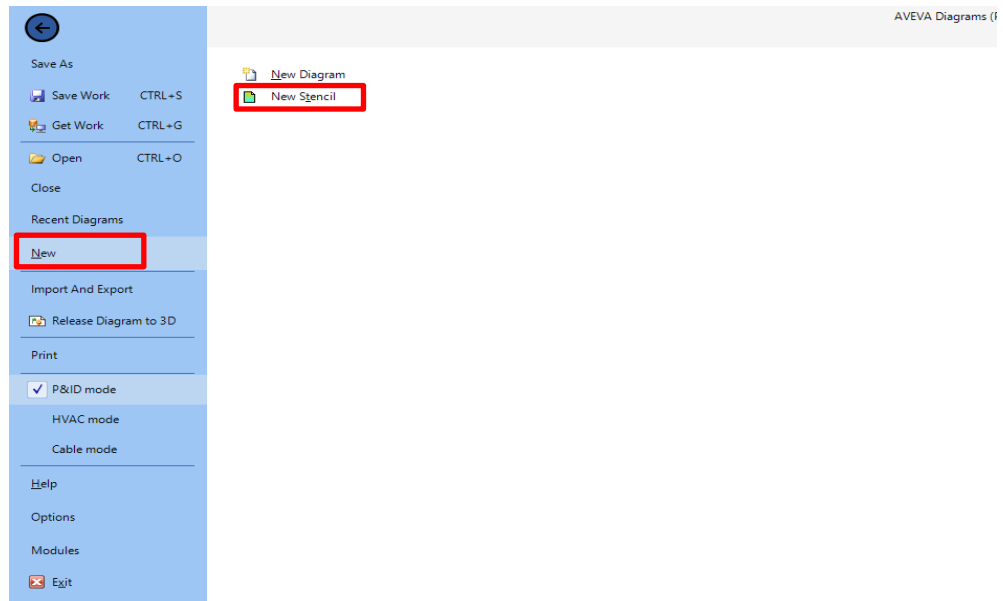 AVEVA Diagrams (P
Save As
Save Work CTRL+S
Get Work CTRL+G
Open CTRL+O
Close
Recent Diagrams
New
Import And Export
Release Diagram to 3D
Print
P&ID mode
HVAC mode
Cable mode
Help
Options
Modules
Exit
New Diagram
New Stencil